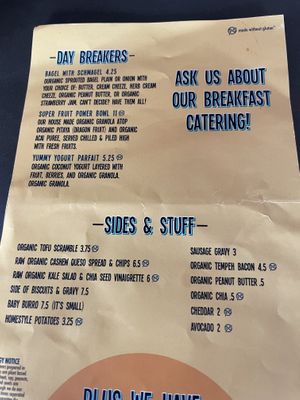 made without gluten*
DAY BREAKERS
BAGEL WITH SCHMAGEL 4.25
OURGANIC SPROUTED BAGEL PLAIN OR ONION WITH
YOUR CHOICE OF: BUTTER, CREAM CHEEZE, HERB CREAM
CHEEZE, ORGANIC PEANUT BUTTER, OR ORGANIC
STRAWBERRY JAM. CAN'T DECIDE? HAVE THEM ALL!
SUPER FRUIT POWER BOWL 11
OUR HOUSE MADE ORGANIC GRANOLA ATOP
ORGANIC PITAYA (DRAGON FRUIT) AND ORGANIC
ACAI PUREE, SERVED CHILLED & PILED HIGH
WITH FRESH FRUITS.
YUMMY YOGURT PARFAIT 5.25
ORGANIC COCONUT YOGURT LAYERED WITH
FRUIT, BERRIES, AND ORGANIC GRANOLA.
ORGANIC GRANOLA.
ASK US ABOUT
OUR BREAKFAST
CATERING!
SIDES & STUFF
ORGANIC TOFU SCRAMBLE 3.75
RAW ORGANIC CASHEW QUESO SPREAD & CHIPS 6.5
RAW ORGANIC KALE SALAD & CHIA SEED VINAIGRETTE 6
SIDE OF BISCUITS & GRAVY 7.5
BABY BURRO 7.5 (IT'S SMALL)
HOMESTYLE POTATOES 3.25
SAUSAGE GRAVY 3
ORGANIC TEMPEH BACON 4.5
ORGANIC PEANUT BUTTER .5
ORGANIC CHIA .5
CHEDDAR 2
AVOCADO 2
PLUS WE HAVE